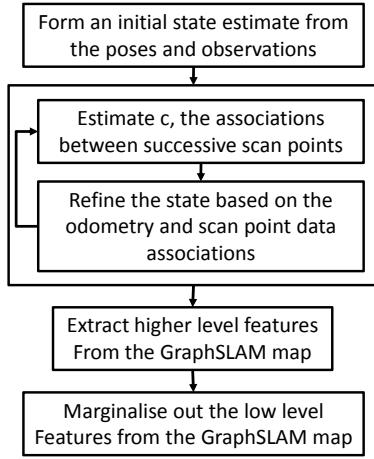 Form an initial state estimate from
the poses and observations
Estimate c, the associations
between successive scan points
Refine the state based on the
odometry and scan point data
associations
Extract higher level features
From the GraphSLAM map
Marginalise out the low level
Features from the GraphSLAM map